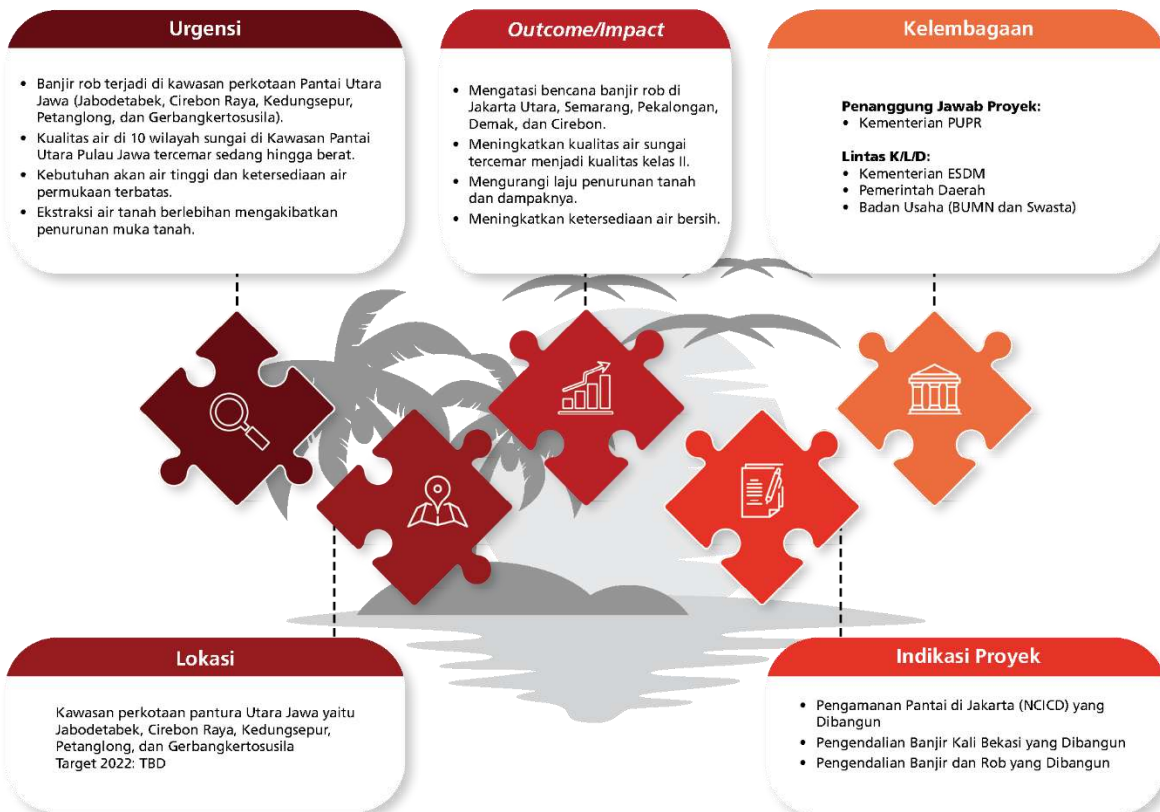 Urgensi
• Banjir rob terjadi di kawasan perkotaan Pantai Utara
Jawa (Jabodetabek, Cirebon Raya, Kedungsepur,
Petanglong, dan Gerbangkertosusila).
• Kualitas air di 10 wilayah sungai di Kawasan Pantai
Utara Pulau Jawa tercemar sedang hingga berat.
• Kebutuhan akan air tinggi dan ketersediaan air
permukaan terbatas.
• Ekstraksi air tanah berlebihan mengakibatkan
penurunan muka tanah.
Outcome/Impact
• Mengatasi bencana banjir rob di
Jakarta Utara, Semarang, Pekalongan,
Demak, dan Cirebon.
• Meningkatkan kualitas air sungai
tercemar menjadi kualitas kelas II.
• Mengurangi laju penurunan tanah
dan dampaknya.
• Meningkatkan ketersediaan air bersih.
Kelembagaan
Penanggung Jawab Proyek:
• Kementerian PUPR
Lintas K/L/D:
• Kementerian ESDM
• Pemerintah Daerah
• Badan Usaha (BUMN dan Swasta)
Lokasi
Kawasan perkotaan pantura Utara Jawa yaitu
Jabodetabek, Cirebon Raya, Kedungsepur,
Petanglong, dan Gerbangkertosusila
Target 2022: TBD
Indikasi Proyek
• Pengamanan Pantai di Jakarta (NCICD) yang
Dibangun
• Pengendalian Banjir Kali Bekasi yang Dibangun
• Pengendalian Banjir dan Rob yang Dibangun